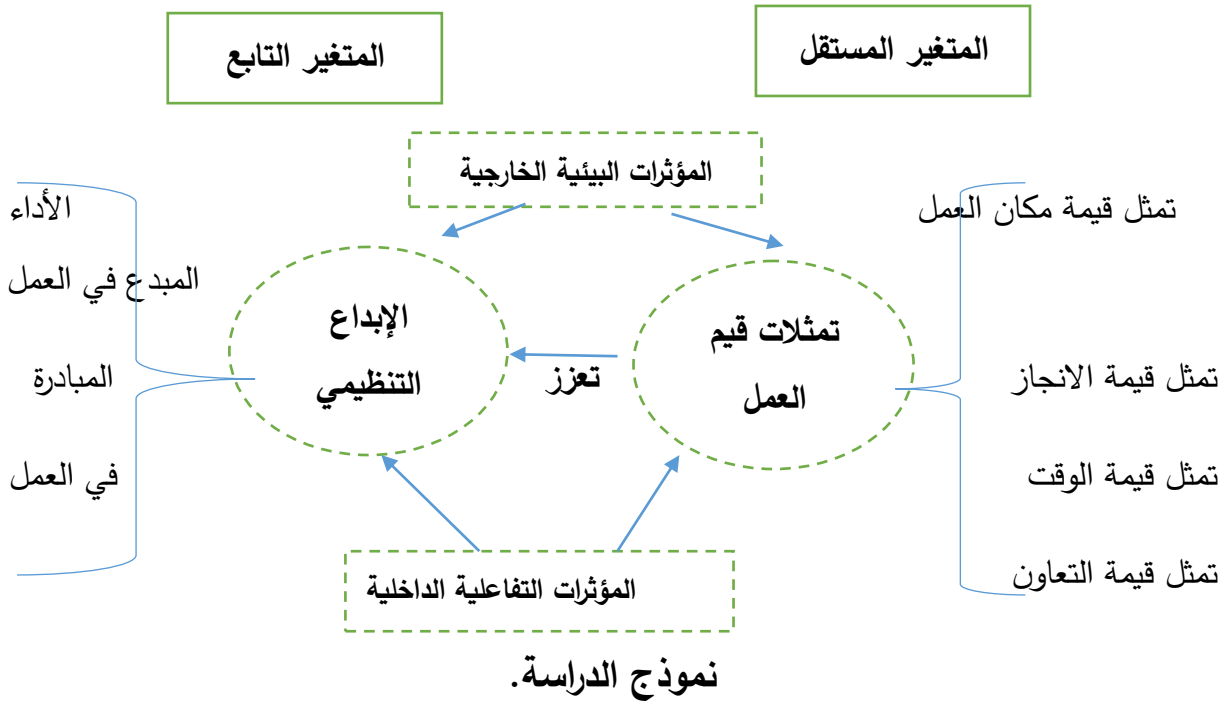 المتغير المستقل
المتغير التابع
المؤثرات البيئية الخارجية
تمثل قيمة مكان العمل
تمثل قيمة الانجاز
تمثل قيمة الوقت
تمثل قيمة التعاون
تمثلات قيم
العمل
تعزز
الإبداع
التنظيمي
الأداء
المبدع في العمل
المبادرة
في العمل
المؤثرات التفاعلية الداخلية
نموذج الدراسة.